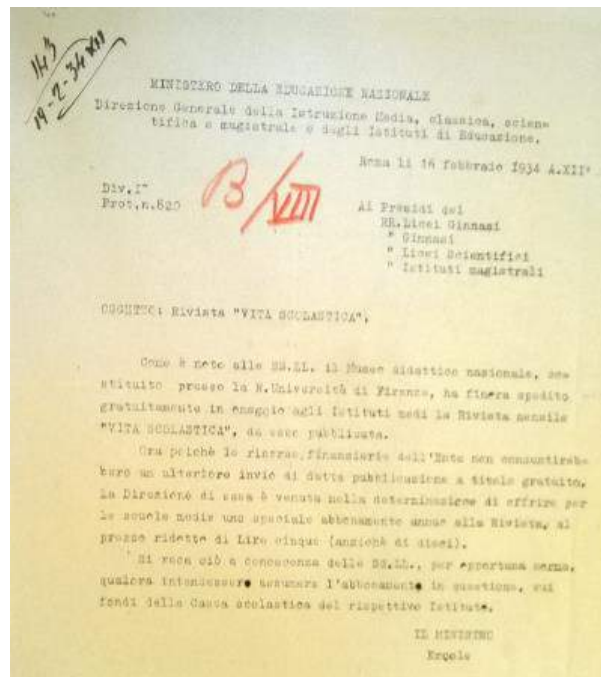 143
19-2-34 XII
MINISTERO DELLA EDUCAZIONE NAZIONALE
Direzione Generale della Istruzione Media, classica, scien=
tifica e magistrale e degli Istituti di Educazione.
Roma li 16 febbraio 1934 A.XII°
Div.I^
Prot.n.620
B/VIII
Ai Presidi dei
RR.Licei Ginnasi
" Ginnasi
" Licei Scientifici
" Istituti magistrali
OGGETTO: Rivista "VITA SCOLASTICA".
Come è noto alle SS.LL. il Museo didattico nazionale, co=
stituito presso la R.Università di Firenze, ha finora spedito
gratuitamente in omaggio agli Istituti medi la Rivista mensile
"VITA SCOLASTICA", da esso pubblicata.
Ora poichè le risorse finanziarie dell'Ente non consentireb=
bero un ulteriore invio di detta pubblicazione a titolo gratuito,
la Direzione di essa è venuta nella determinazione di offrire per
le scuole medie uno speciale abbonamento annuo alla Rivista, al
prezzo ridotto di Lire cinque (anzichè di dieci).
Si reca ciò a conoscenza delle SS.LL., per opportuna norma,
qualora intendessero assumere l'abbonamento in questione, sui
fondi della Cassa scolastica del rispettivo Istituto.
IL MINISTRO
Ercole